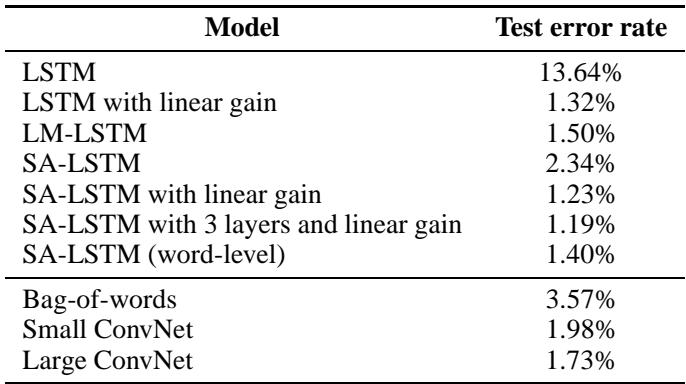 Model Test error rate
LSTM 13.64%
LSTM with linear gain 1.32%
LM-LSTM 1.50%
SA-LSTM 2.34%
SA-LSTM with linear gain 1.23%
SA-LSTM with 3 layers and linear gain 1.19%
SA-LSTM (word-level) 1.40%
Bag-of-words 3.57%
Small ConvNet 1.98%
Large ConvNet 1.73%